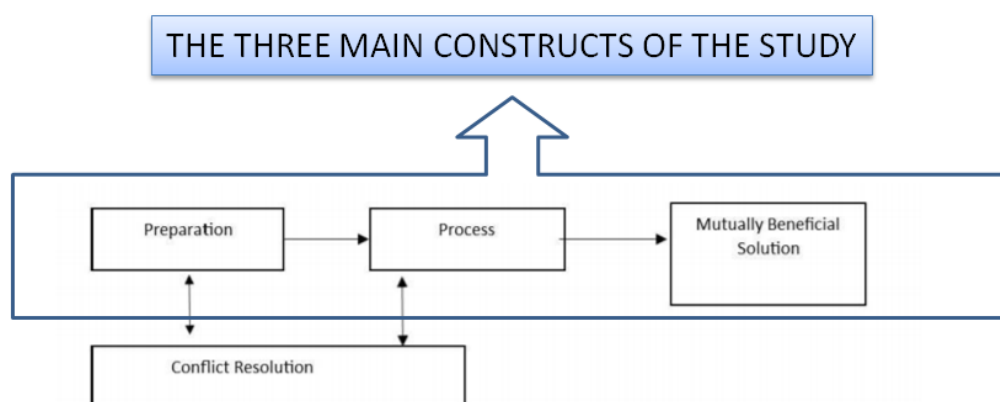 THE THREE MAIN CONSTRUCTS OF THE STUDY
Preparation
Process
Mutually Beneficial
Solution
Conflict Resolution